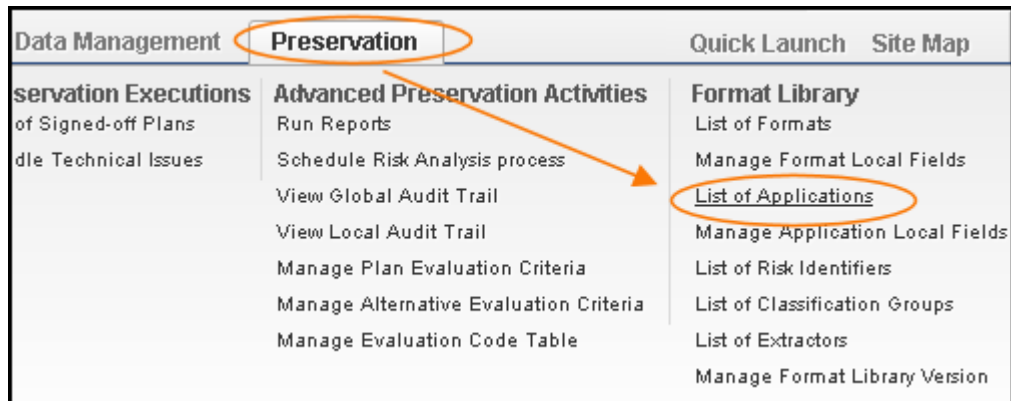 Data Management Preservation Quick Launch Site Map
servation Executions
of Signed-off Plans
dle Technical Issues
Advanced Preservation Activities
Run Reports
Schedule Risk Analysis process
View Global Audit Trail
View Local Audit Trail
Manage Plan Evaluation Criteria
Manage Alternative Evaluation Criteria
Manage Evaluation Code Table
Format Library
List of Formats
Manage Format Local Fields
List of Applications
Manage Application Local Fields
List of Risk Identifiers
List of Classification Groups
List of Extractors
Manage Format Library Version